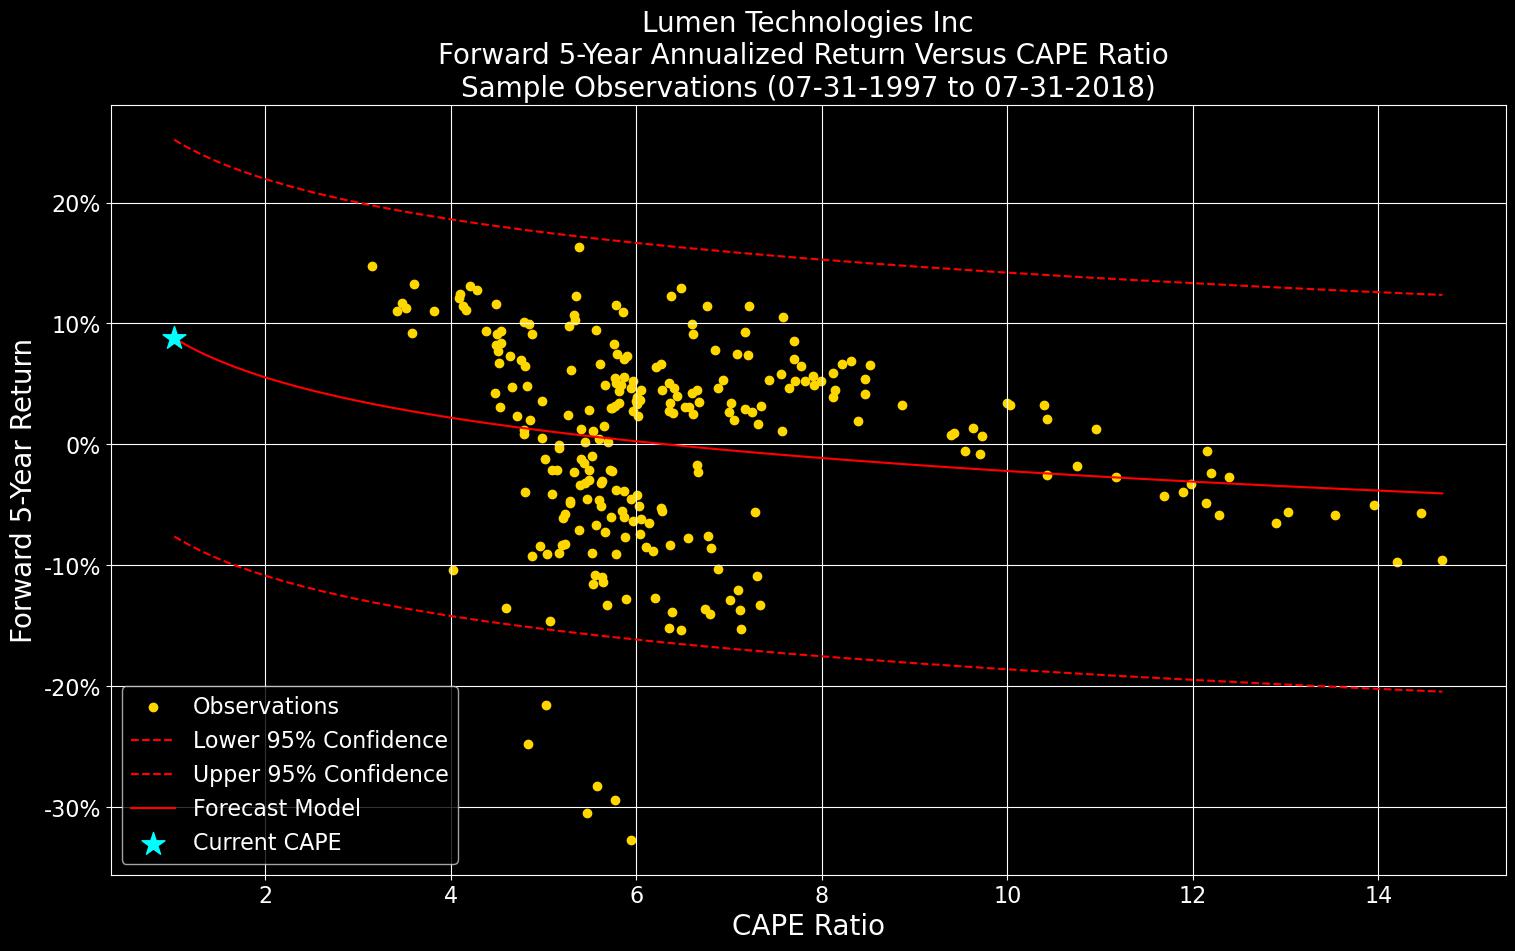 Lumen Technologies Inc
Forward 5-Year Annualized Return Versus CAPE Ratio
Sample Observations (07-31-1997 to 07-31-2018)
Forward 5-Year Return
20%
10%
0%
-10%
-20%
-30%
Observations
Lower 95% Confidence
Upper 95% Confidence
Forecast Model
Current CAPE
2 4 6 8 10 12 14
CAPE Ratio